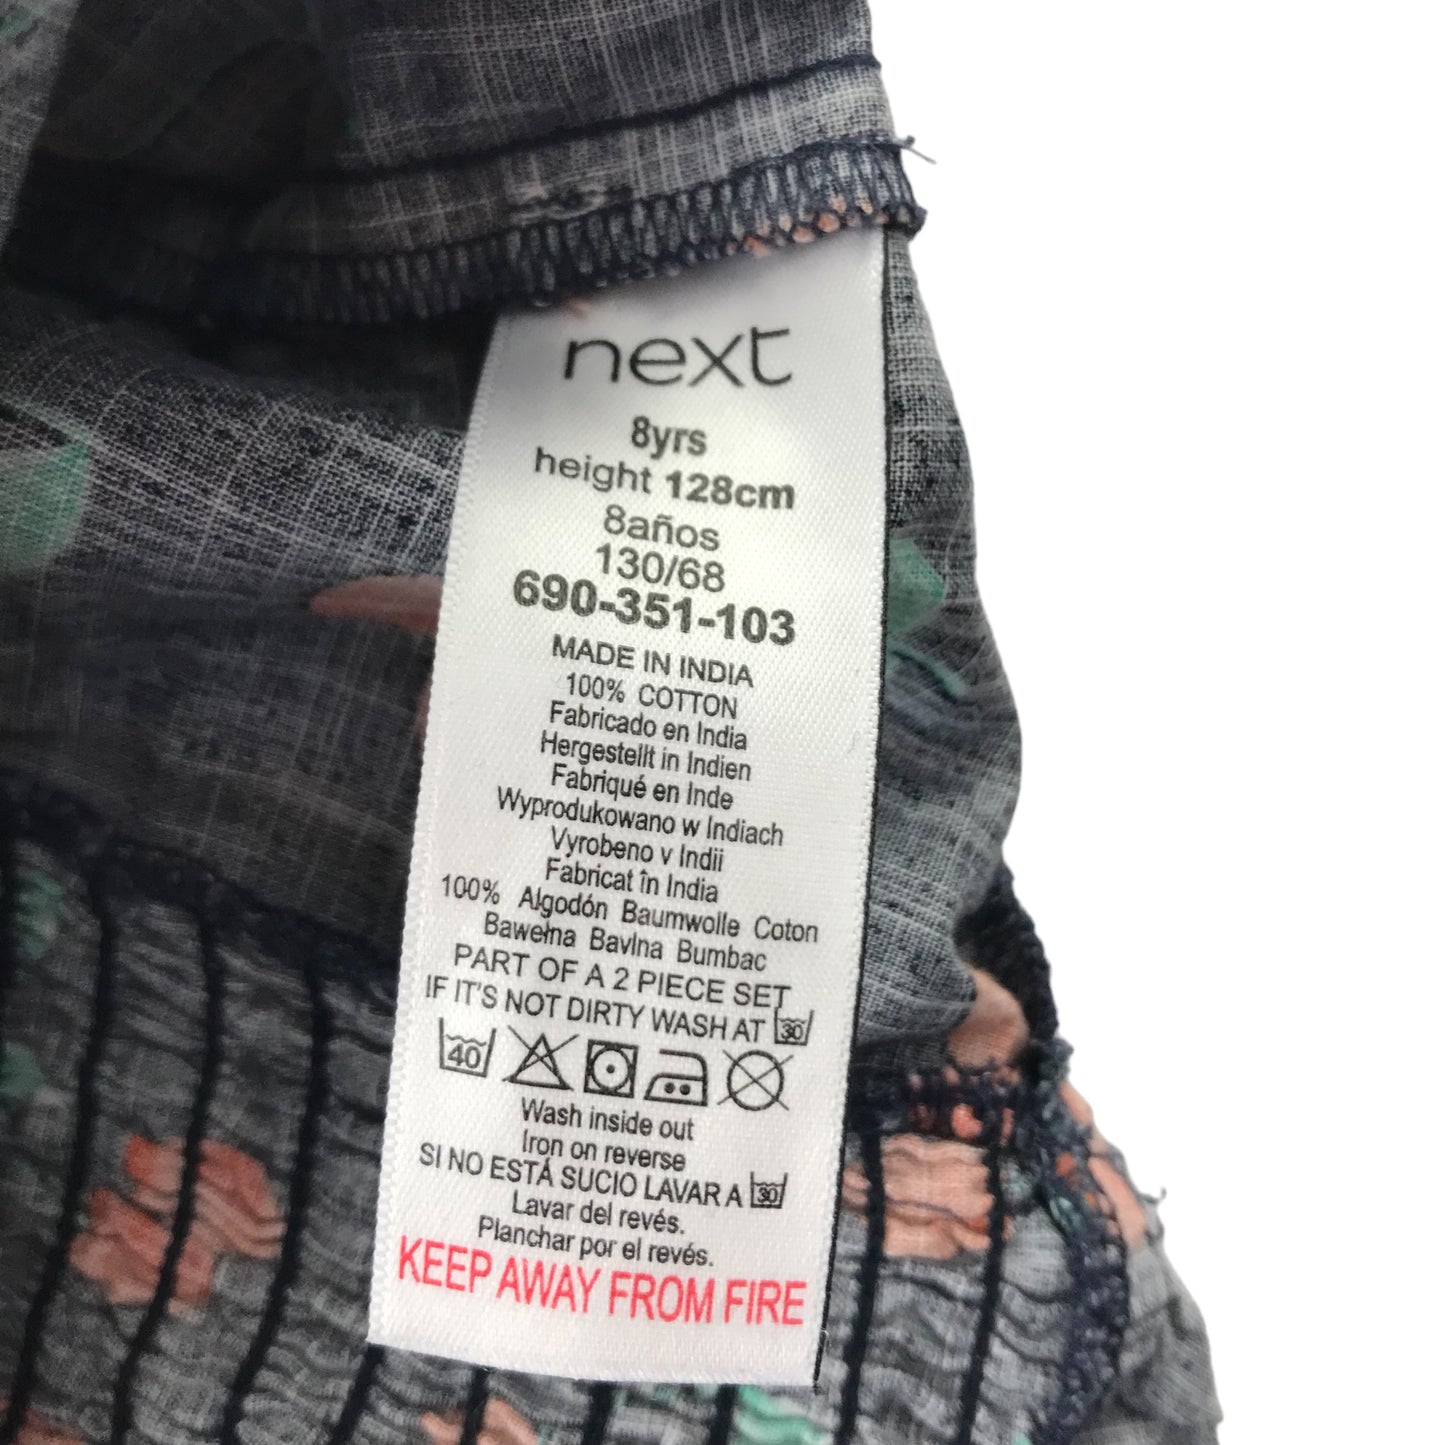 next
8yrs
height 128cm
8años
130/68
690-351-103
MADE IN INDIA
100% COTTON
Fabricado en India
Hergestellt in Indien
Fabriqué en Inde
Wyprodukowano w Indiach
Vyrobeno v Indii
Fabricat în India
100% Algodón Baumwolle Coton
Bawełna Bavlna Bumbac
PART OF A 2 PIECE SET
IF IT'S NOT DIRTY WASH AT 30
40
Wash inside out
Iron on reverse
SI NO ESTÁ SUCIO LAVAR A 30
Lavar del revés.
Planchar por el revés.
KEEP AWAY FROM FIRE